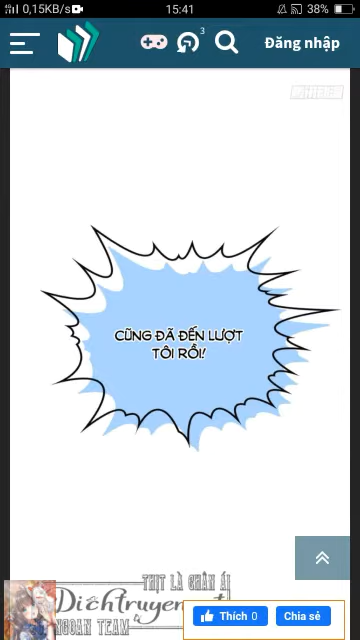 0,15KB/s 15:41 38%
3
Đăng nhập
CŨNG ĐÃ ĐẾN LƯỢT
TÔI RỒI!
THỊT LÀ CHÂN ÁI
NGOAN TEAM
Thích 0 Chia sẻ